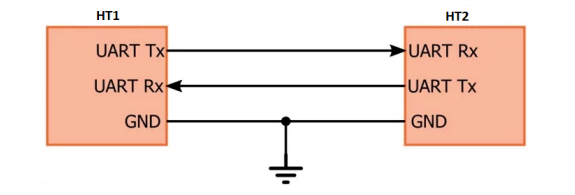 HT1
HT2
UART Tx
UART Rx
UART Rx
UART Tx
GND
GND